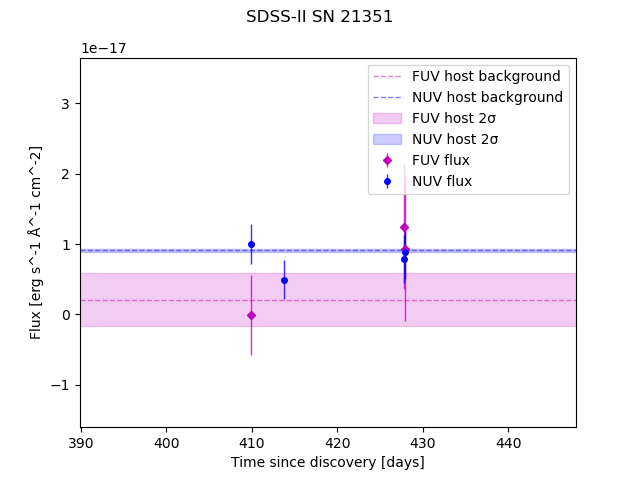 SDSS-II SN 21351
1e−17
FUV host background
NUV host background
FUV host 2σ
NUV host 2σ
FUV flux
NUV flux
3
2
1
0
−1
Flux [erg s^-1 Å^-1 cm^-2]
390 400 410 420 430 440
Time since discovery [days]